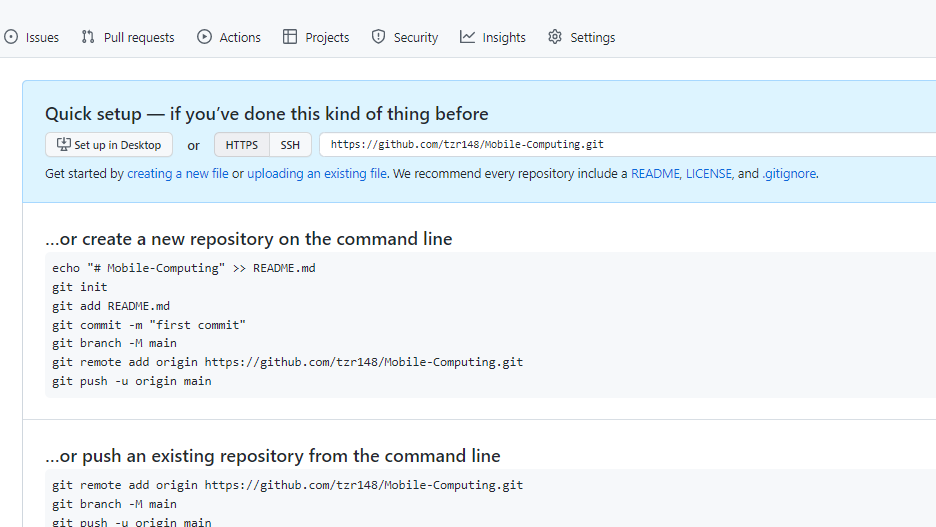 Issues Pull requests Actions Projects Security Insights Settings
Quick setup — if you’ve done this kind of thing before
Set up in Desktop or HTTPS SSH https://github.com/tzr148/Mobile-Computing.git
Get started by creating a new file or uploading an existing file. We recommend every repository include a README, LICENSE, and .gitignore.
…or create a new repository on the command line
echo "# Mobile-Computing" >> README.md
git init
git add README.md
git commit -m "first commit"
git branch -M main
git remote add origin https://github.com/tzr148/Mobile-Computing.git
git push -u origin main
…or push an existing repository from the command line
git remote add origin https://github.com/tzr148/Mobile-Computing.git
git branch -M main
git push -u origin main